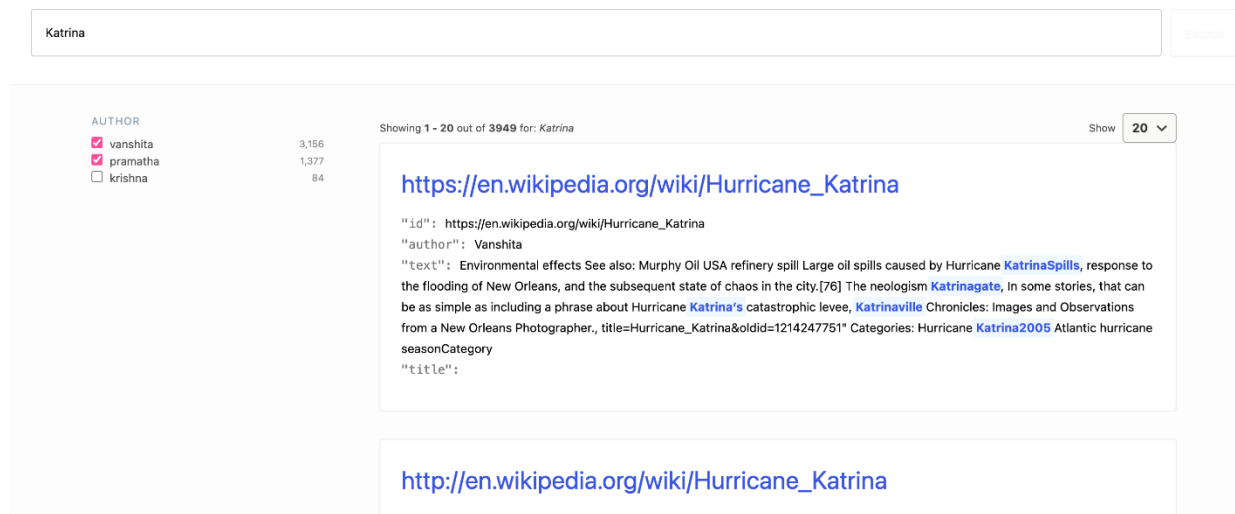 Katrina
AUTHOR
vanshita 3,156
pramatha 1,377
krishna 84
Showing 1 - 20 out of 3949 for: Katrina
Show 20
https://en.wikipedia.org/wiki/Hurricane_Katrina
"id": https://en.wikipedia.org/wiki/Hurricane_Katrina
"author": Vanshita
"text": Environmental effects See also: Murphy Oil USA refinery spill Large oil spills caused by Hurricane KatrinaSpills, response to
the flooding of New Orleans, and the subsequent state of chaos in the city.[76] The neologism Katrinagate, In some stories, that can
be as simple as including a phrase about Hurricane Katrina's catastrophic levee, Katrinaville Chronicles: Images and Observations
from a New Orleans Photographer., title=Hurricane_Katrina&oldid=1214247751" Categories: Hurricane Katrina2005 Atlantic hurricane
seasonCategory
"title":
http://en.wikipedia.org/wiki/Hurricane_Katrina